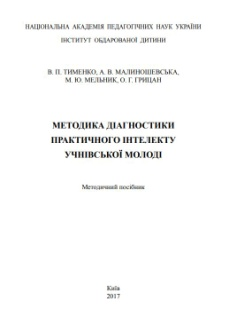 НАЦІОНАЛЬНА АКАДЕМІЯ ПЕДАГОГІЧНИХ НАУК УКРАЇНИ
ІНСТИТУТ ОБДАРОВАНОЇ ДИТИНИ
В. П. ТИМЕНКО, А. В. МАЛИНОШЕВСЬКА,
М. Ю. МЕЛЬНИК, О. Г. ГРИЦАН
МЕТОДИКА ДІАГНОСТИКИ
ПРАКТИЧНОГО ІНТЕЛЕКТУ
УЧНІВСЬКОЇ МОЛОДІ
Методичний посібник
Київ
2017